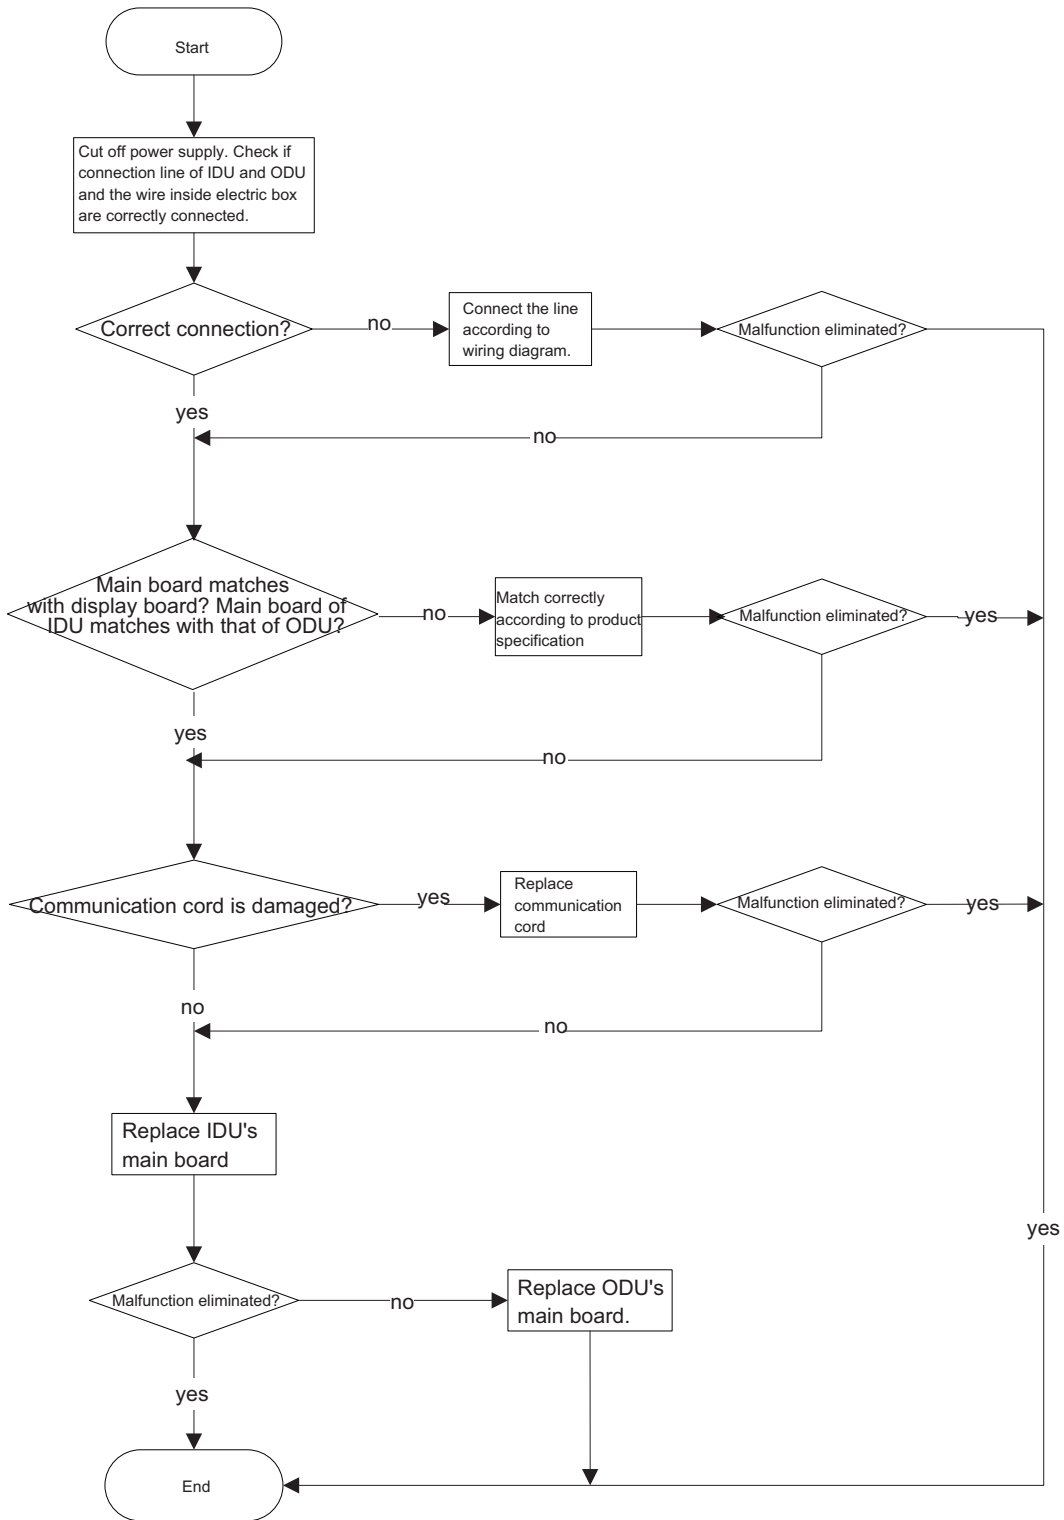 Start
Cut off power supply. Check if
connection line of IDU and ODU
and the wire inside electric box
are correctly connected.
Correct connection?
no
Connect the line
according to
wiring diagram.
Malfunction eliminated?
yes
no
Main board matches
with display board? Main board of
IDU matches with that of ODU?
no
Match correctly
according to product
specification
Malfunction eliminated?
yes
yes
no
Communication cord is damaged?
yes
Replace
communication
cord
Malfunction eliminated?
yes
no
no
Replace IDU's
main board
yes
Malfunction eliminated?
no
Replace ODU's
main board.
yes
End